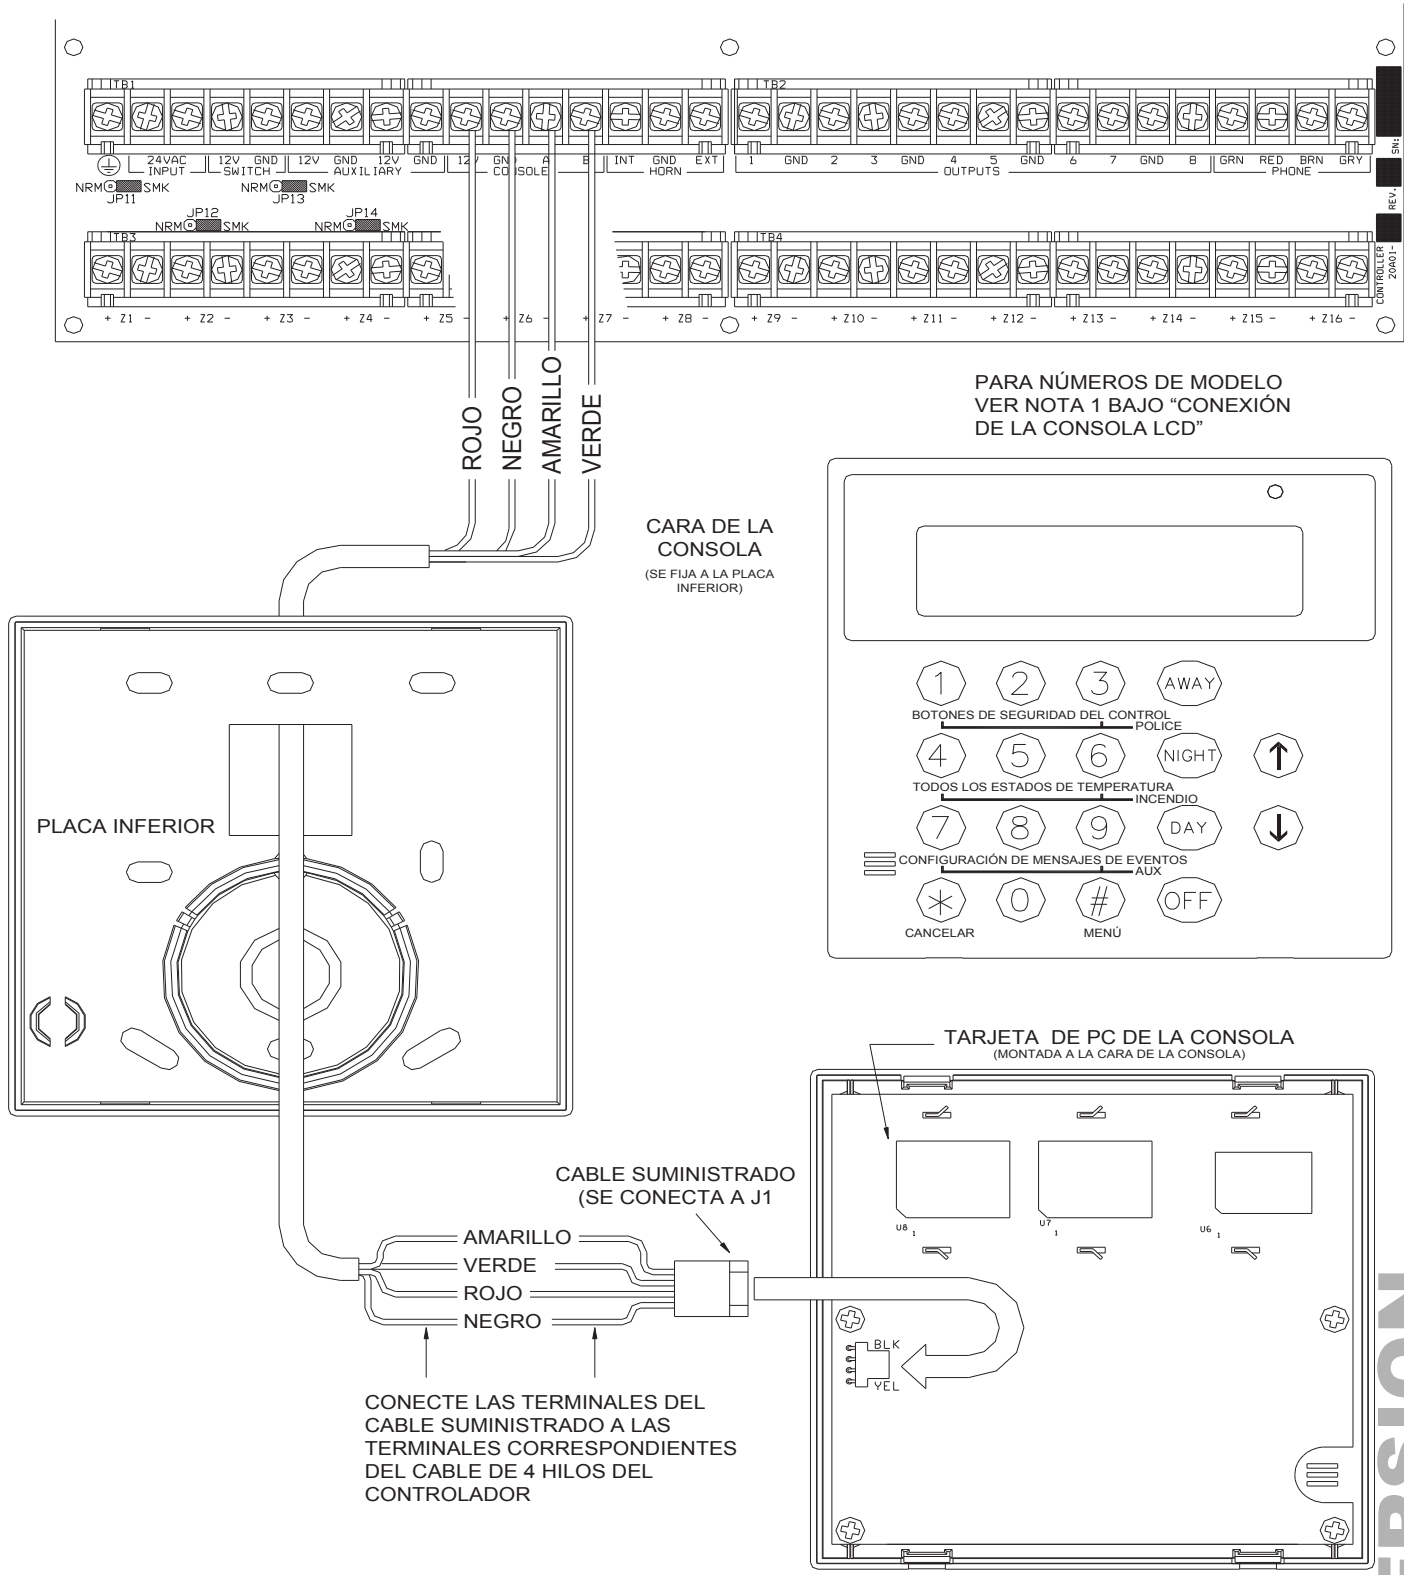 TB1 TB2
24VAC 12V GND 12V GND 12V GND 12V GND A B INT GND EXT 1 GND 2 3 GND 4 5 GND 6 7 GND 8 GRN RED BRN GRY
INPUT SWITCH AUXILIARY CONSOLE HORN OUTPUTS PHONE
SN:
REV.
CONTROLLER
20A01-
NRM SMK NRM SMK
JP11 JP13
JP12 JP14
NRM SMK NRM SMK
TB3 TB4
+ Z1 - + Z2 - + Z3 - + Z4 - + Z5 - + Z6 - + Z7 - + Z8 - + Z9 - + Z10 - + Z11 - + Z12 - + Z13 - + Z14 - + Z15 - + Z16 -
ROJO
NEGRO
AMARILLO
VERDE
PARA NÚMEROS DE MODELO
VER NOTA 1 BAJO “CONEXIÓN
DE LA CONSOLA LCD”
CARA DE LA
CONSOLA
(SE FIJA A LA PLACA
INFERIOR)
1 2 3 AWAY
BOTONES DE SEGURIDAD DEL CONTROL
POLICE
4 5 6 NIGHT
TODOS LOS ESTADOS DE TEMPERATURA
INCENDIO
7 8 9 DAY
CONFIGURACIÓN DE MENSAJES DE EVENTOS
AUX
* 0 # OFF
CANCELAR MENÚ
PLACA INFERIOR
TARJETA DE PC DE LA CONSOLA
(MONTADA A LA CARA DE LA CONSOLA)
U8 1 U7 1 U6 1
BLK
YEL
CABLE SUMINISTRADO
(SE CONECTA A J1
AMARILLO
VERDE
ROJO
NEGRO
CONECTE LAS TERMINALES DEL
CABLE SUMINISTRADO A LAS
TERMINALES CORRESPONDIENTES
DEL CABLE DE 4 HILOS DEL
CONTROLADOR
ERSION